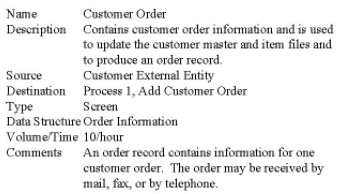 Name Customer Order
Description Contains customer order information and is used
to update the customer master and item files and
to produce an order record.
Source Customer External Entity
Destination Process 1, Add Customer Order
Type Screen
Data Structure Order Information
Volume/Time 10/hour
Comments An order record contains information for one
customer order. The order may be received by
mail, fax, or by telephone.